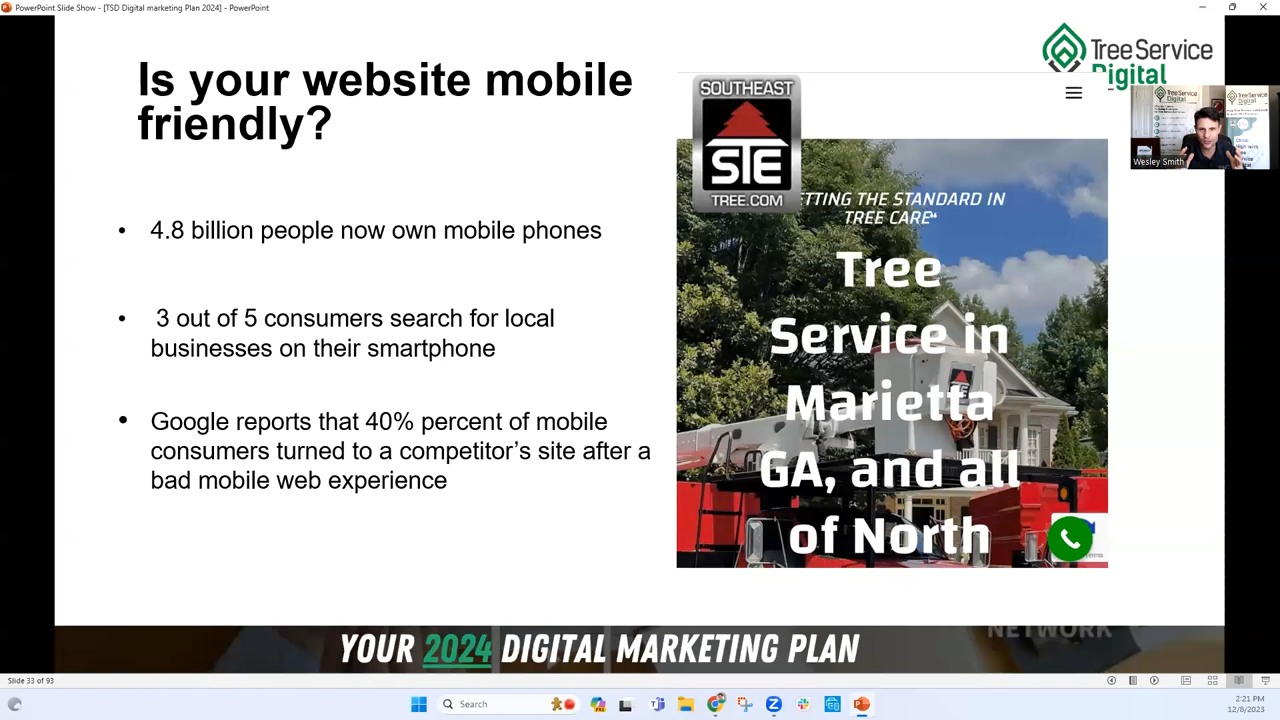 PowerPoint Slide Show - [TSD Digital marketing Plan 2024] - PowerPoint
Is your website mobile
friendly?
Tree Service
Digital
SOUTHEAST
STE
TREE.COM
Wesley Smith
ETTING THE STANDARD IN
TREE CARE
Tree
Service in
Marietta
GA, and all
of North
• 4.8 billion people now own mobile phones
• 3 out of 5 consumers search for local
businesses on their smartphone
• Google reports that 40% percent of mobile
consumers turned to a competitor’s site after a
bad mobile web experience
YOUR 2024 DIGITAL MARKETING PLAN
NETWORK
Slide 33 of 93
Search
2:21 PM
12/8/2023